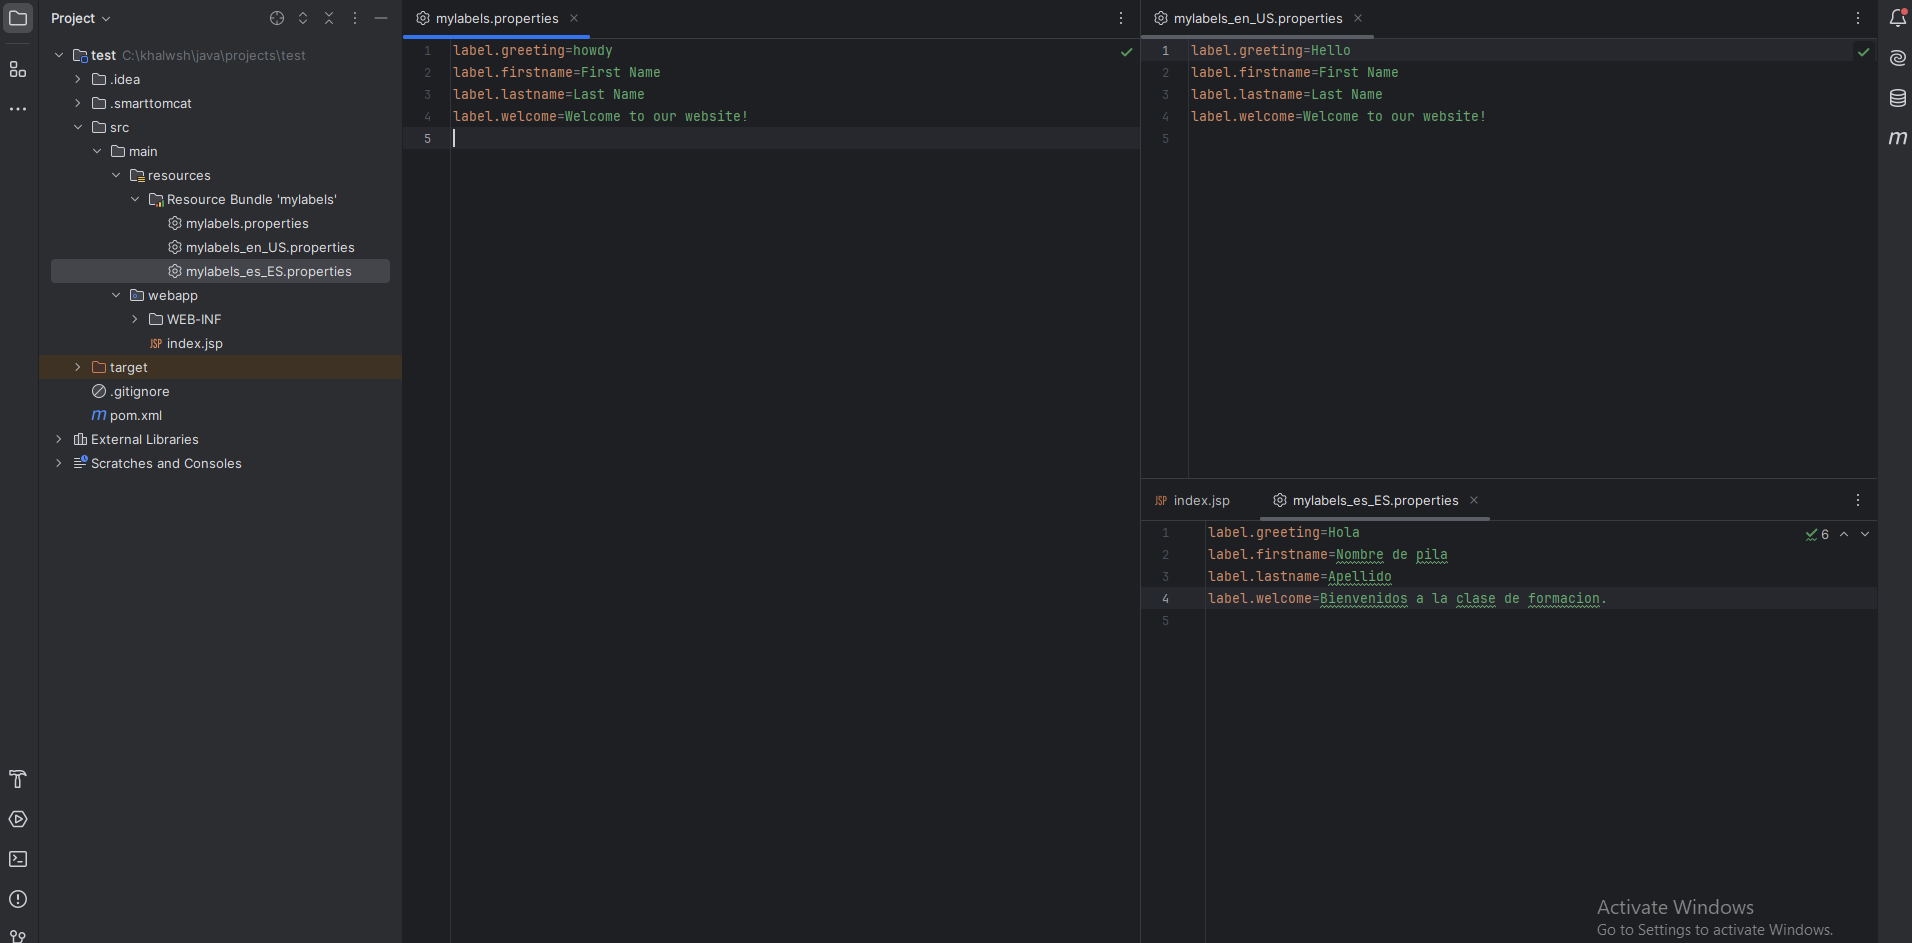 Project
test C:\khalwsh\java\projects\test
.idea
.smarttomcat
src
main
resources
Resource Bundle 'mylabels'
mylabels.properties
mylabels_en_US.properties
mylabels_es_ES.properties
webapp
WEB-INF
JSP index.jsp
target
.gitignore
m pom.xml
External Libraries
Scratches and Consoles
mylabels.properties
1 label.greeting=howdy
2 label.firstname=First Name
3 label.lastname=Last Name
4 label.welcome=Welcome to our website!
5
mylabels_en_US.properties
1 label.greeting=Hello
2 label.firstname=First Name
3 label.lastname=Last Name
4 label.welcome=Welcome to our website!
5
JSP index.jsp mylabels_es_ES.properties
1 label.greeting=Hola
6
2 label.firstname=Nombre de pila
3 label.lastname=Apellido
4 label.welcome=Bienvenidos a la clase de formacion.
5
m
Activate Windows
Go to Settings to activate Windows.